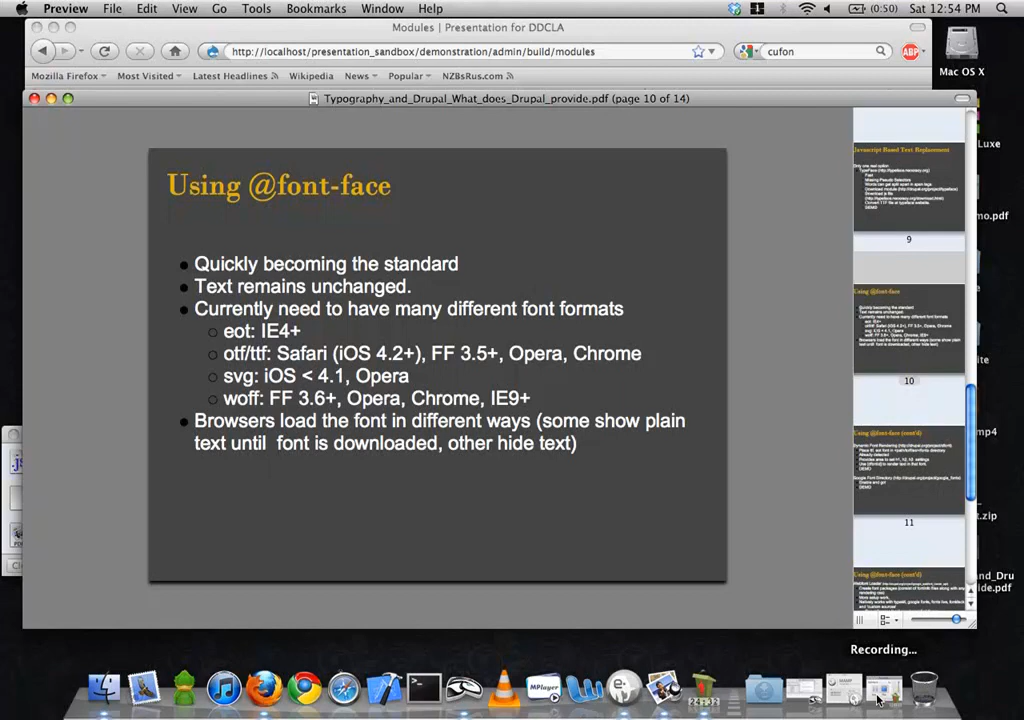 Preview File Edit View Go Tools Bookmarks Window Help
(0:50) Sat 12:54 PM
Modules | Presentation for DDCLA
http://localhost/presentation_sandbox/demonstration/admin/build/modules
cufon
ABP
Mozilla Firefox Most Visited Latest Headlines Wikipedia News Popular NZBsRus.com
Mac OS X
Typography_and_Drupal_What_does_Drupal_provide.pdf (page 10 of 14)
Using @font-face
Quickly becoming the standard
Text remains unchanged.
Currently need to have many different font formats
eot: IE4+
otf/ttf: Safari (iOS 4.2+), FF 3.5+, Opera, Chrome
svg: iOS < 4.1, Opera
woff: FF 3.6+, Opera, Chrome, IE9+
Browsers load the font in different ways (some show plain
text until font is downloaded, other hide text)
Javascript Based Text Replacement
9
Using @font-face
10
Using @font-face (cont'd)
11
Using @font-face (cont'd)
Luxe
mo.pdf
ite
mp4
t.zip
and_Dru
ide.pdf
Recording...
MPlayer
24:32